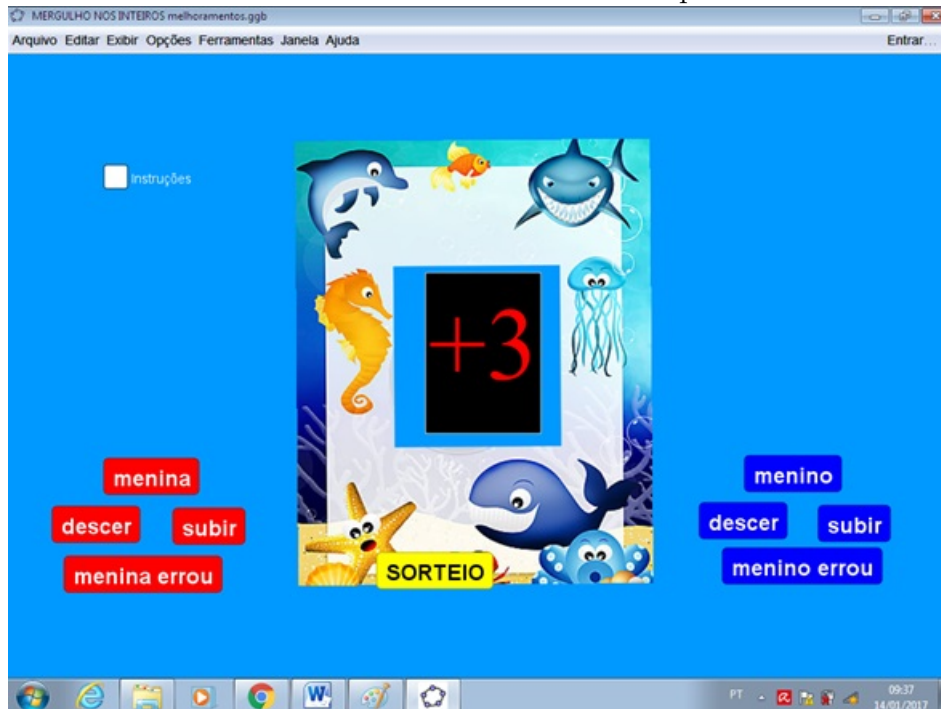 MERGULHO NOS INTEIROS melhoramentos.ggb
Arquivo Editar Exibir Opções Ferramentas Janela Ajuda
Entrar...
Instruções
+3
menina
descer
subir
menina errou
SORTEIO
menino
descer
subir
menino errou
W
PT
09:37
14/01/2017